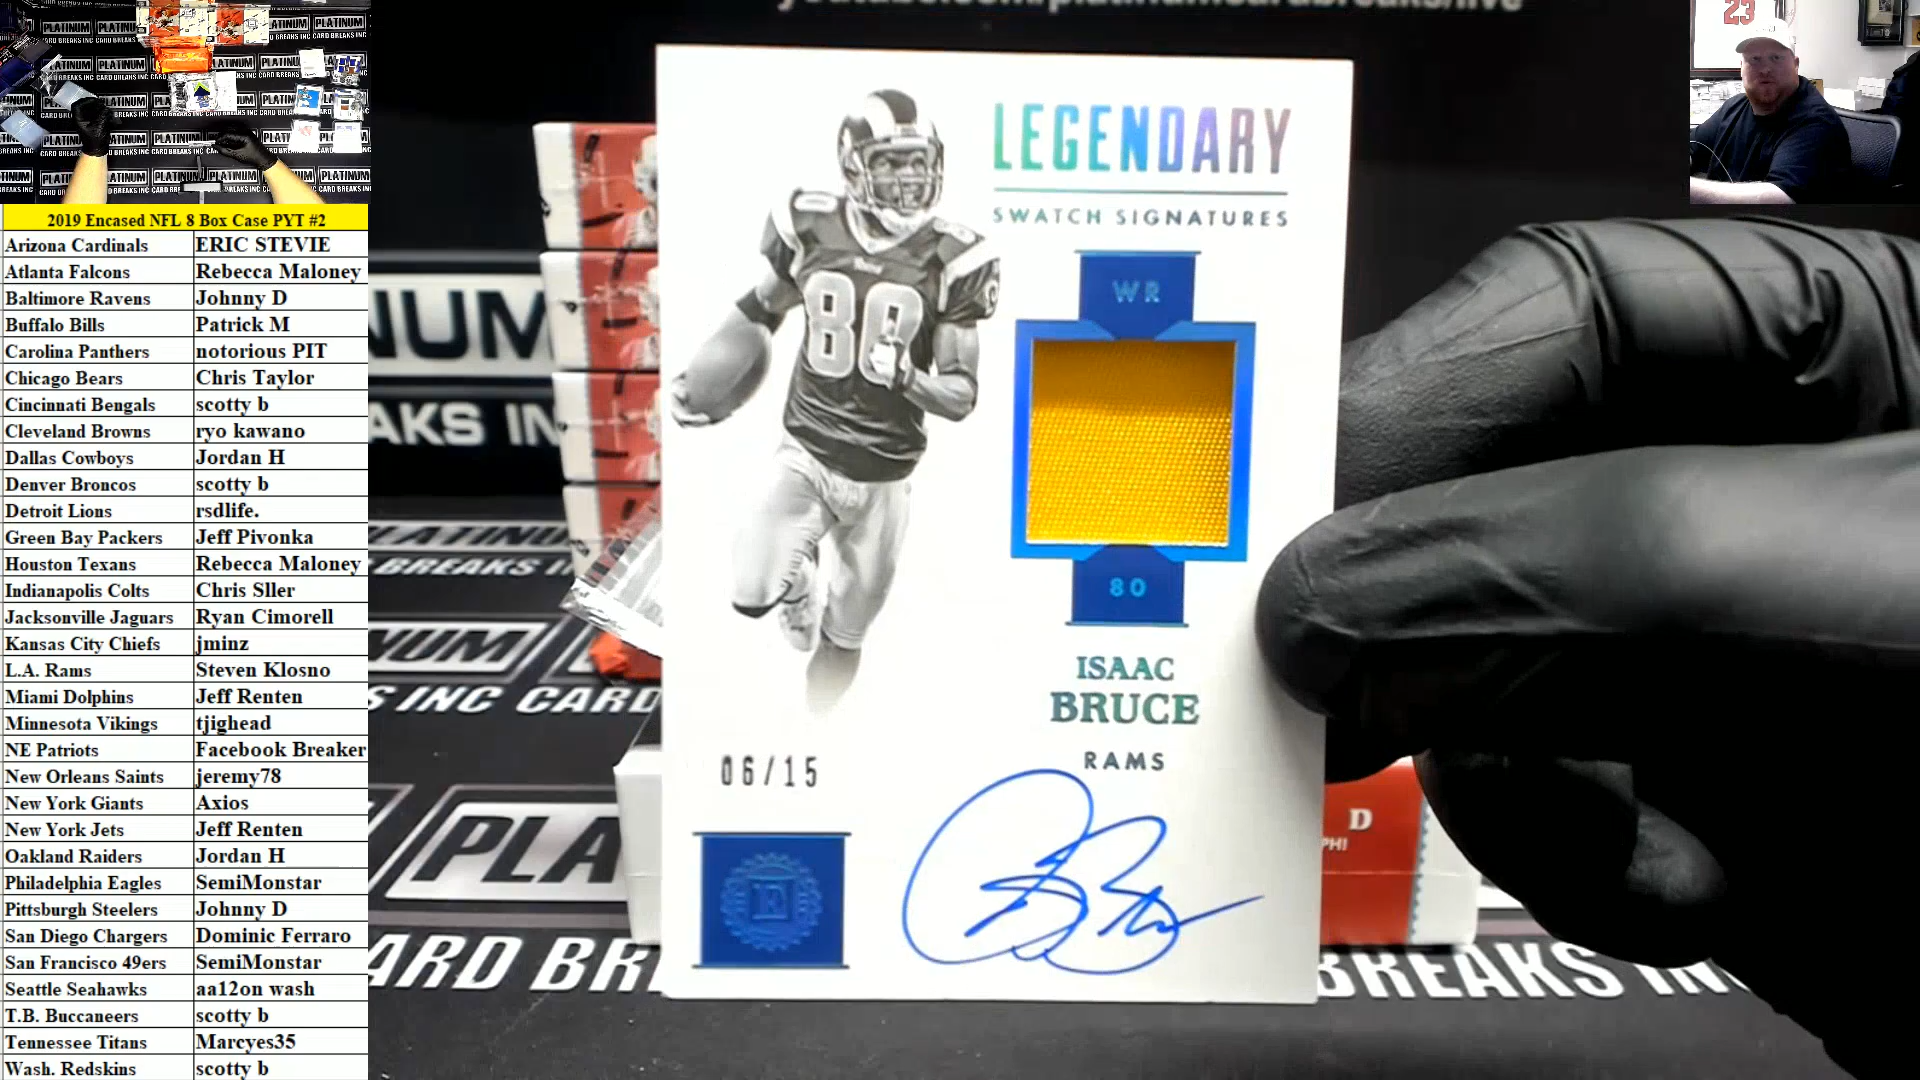 youtube.com/platinumcardbreaks/live
23
2019 Encased NFL 8 Box Case PYT #2
Arizona Cardinals ERIC STEVIE
Atlanta Falcons Rebecca Maloney
Baltimore Ravens Johnny D
Buffalo Bills Patrick M
Carolina Panthers notorious PIT
Chicago Bears Chris Taylor
Cincinnati Bengals scotty b
Cleveland Browns ryo kawano
Dallas Cowboys Jordan H
Denver Broncos scotty b
Detroit Lions rsdlife.
Green Bay Packers Jeff Pivonka
Houston Texans Rebecca Maloney
Indianapolis Colts Chris Sller
Jacksonville Jaguars Ryan Cimorell
Kansas City Chiefs jminz
L.A. Rams Steven Klosno
Miami Dolphins Jeff Renten
Minnesota Vikings tjighead
NE Patriots Facebook Breaker
New Orleans Saints jeremy78
New York Giants Axios
New York Jets Jeff Renten
Oakland Raiders Jordan H
Philadelphia Eagles SemiMonstar
Pittsburgh Steelers Johnny D
San Diego Chargers Dominic Ferraro
San Francisco 49ers SemiMonstar
Seattle Seahawks aa12on wash
T.B. Buccaneers scotty b
Tennessee Titans Marcyes35
Wash. Redskins scotty b
LEGENDARY
SWATCH SIGNATURES
WR
80
80
ISAAC
BRUCE
RAMS
06/15
E
PLATINUM
CARD BREAKS INC